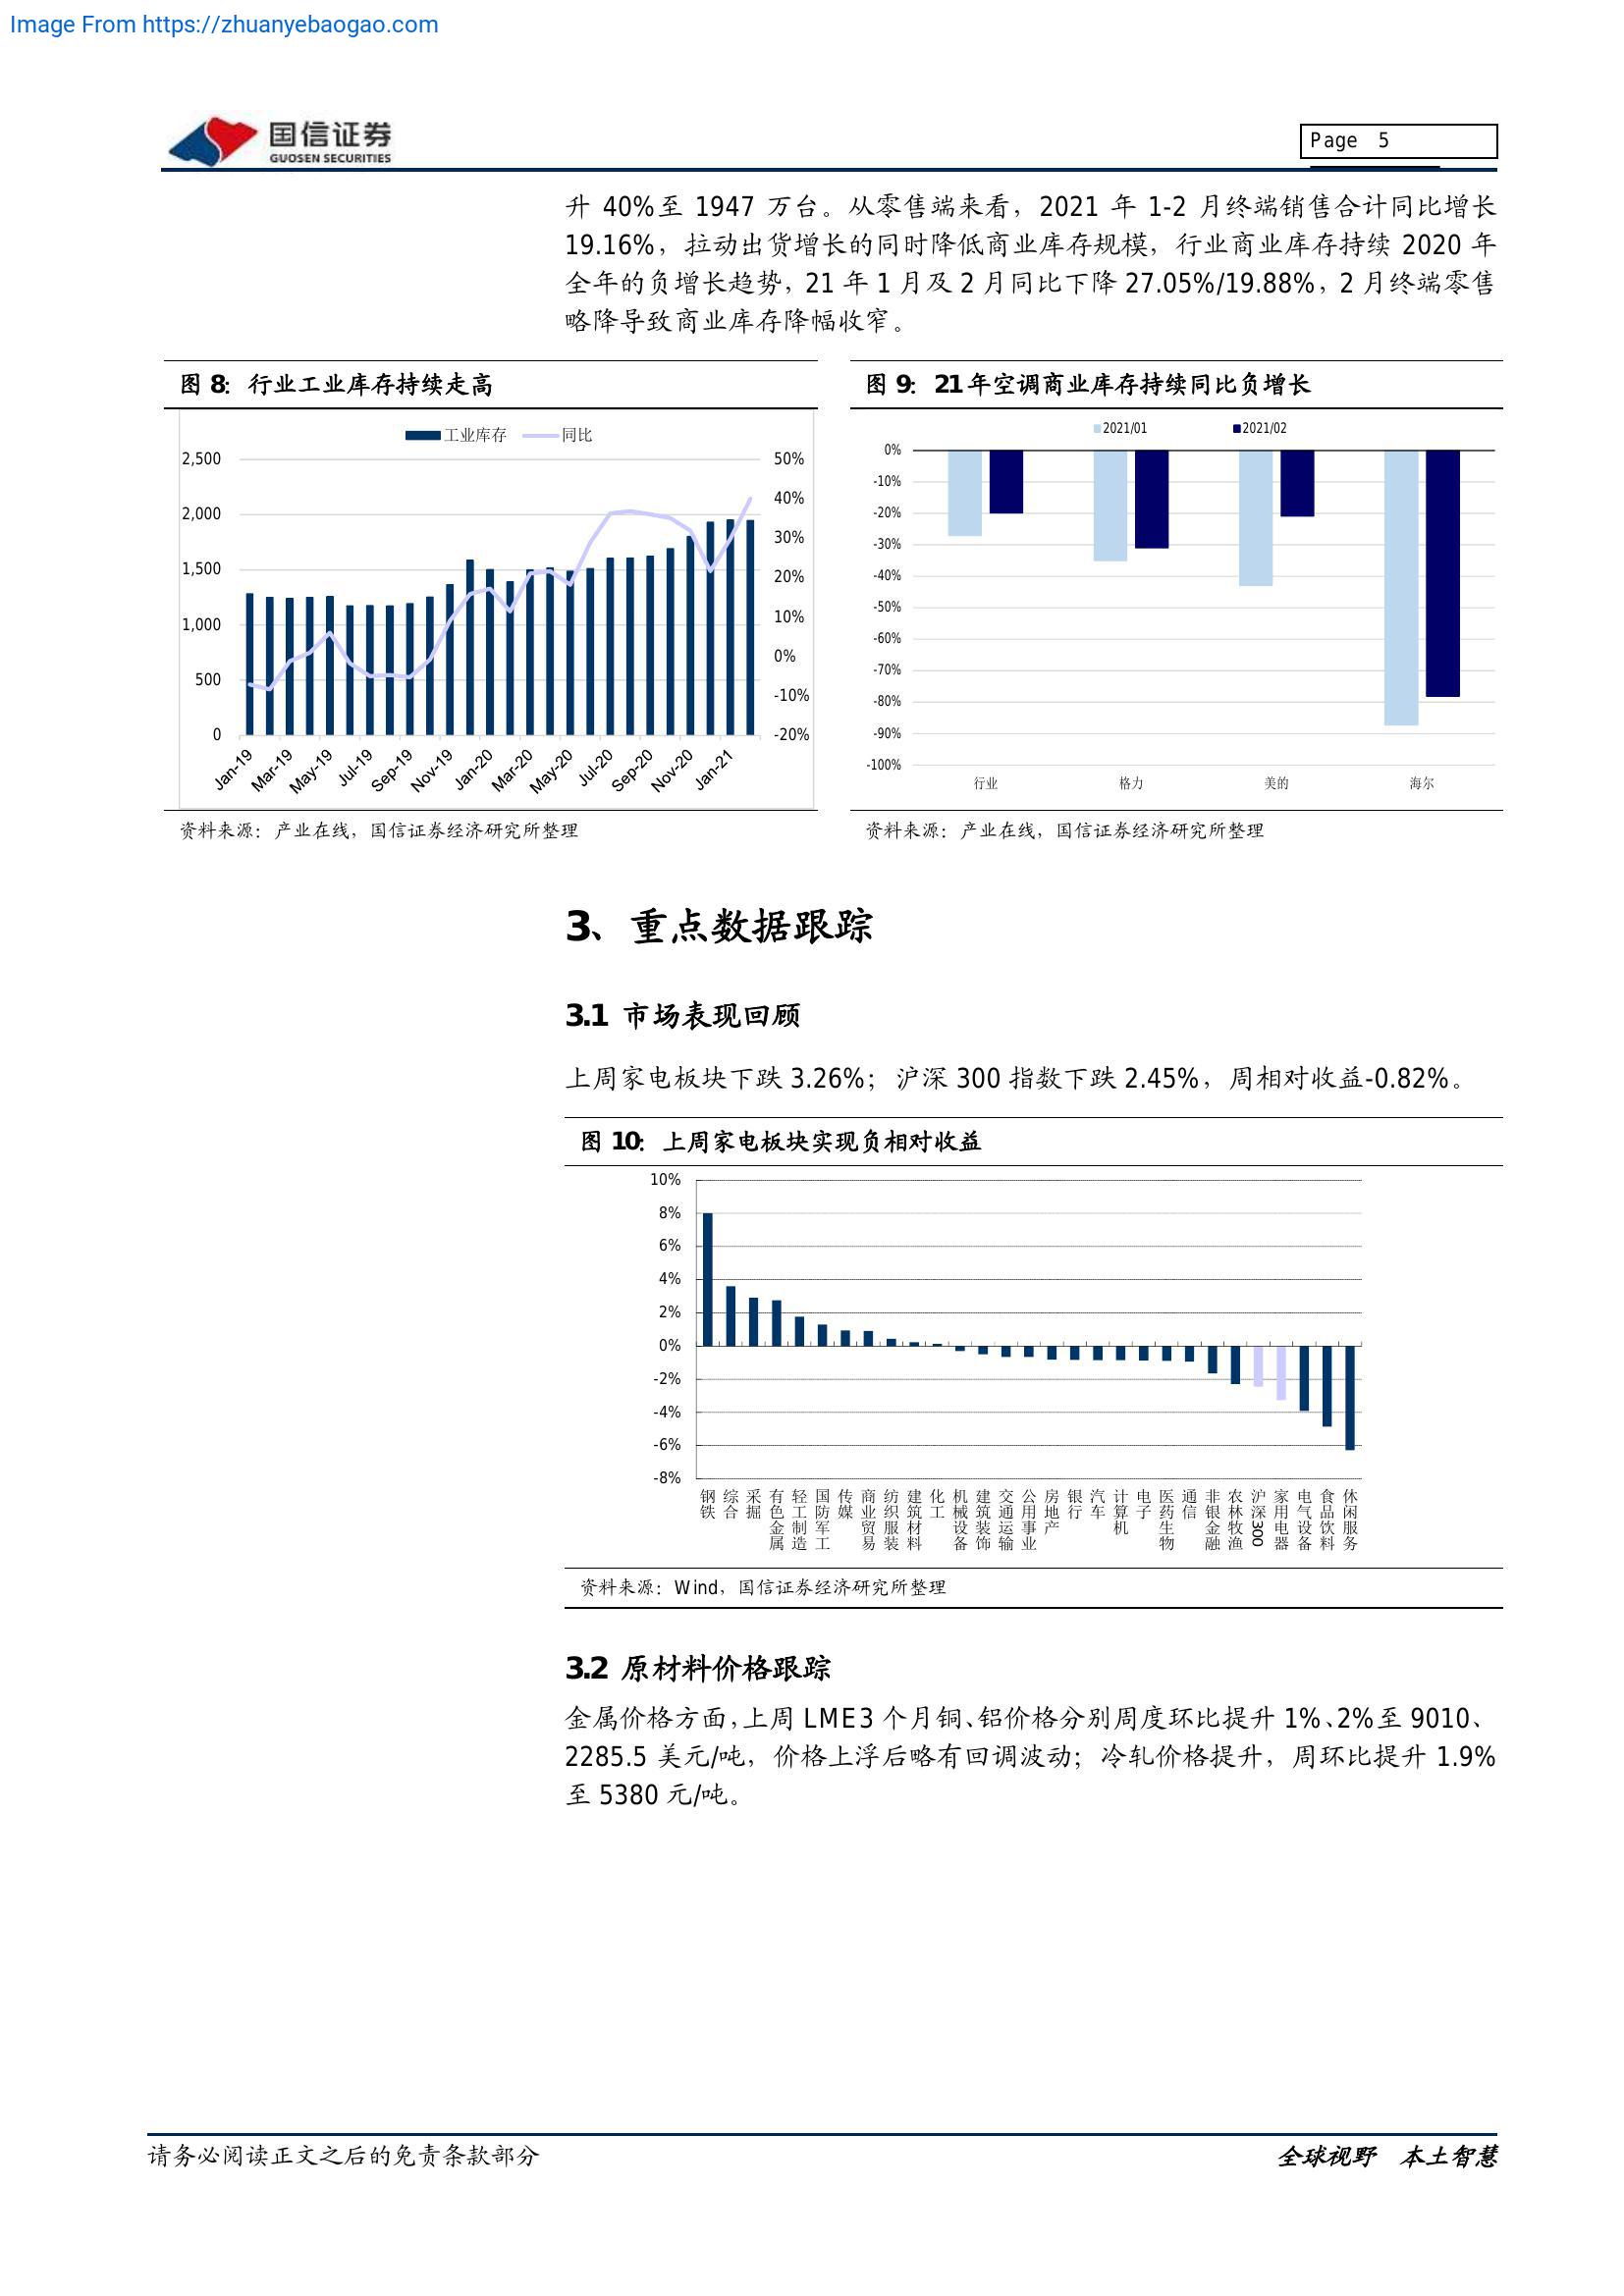 Image From https://zhuanyebaogao.com
国信证券
GUOSEN SECURITIES
Page 5
升 40%至 1947 万台。从零售端来看，2021 年 1-2 月终端销售合计同比增长
19.16%，拉动出货增长的同时降低商业库存规模，行业商业库存持续 2020 年
全年的负增长趋势，21 年 1 月及 2 月同比下降 27.05%/19.88%，2 月终端零售
略降导致商业库存降幅收窄。
图 8：行业工业库存持续走高
工业库存 同比
2,500
2,000
1,500
1,000
500
0
50%
40%
30%
20%
10%
0%
-10%
-20%
Jan-19 Mar-19 May-19 Jul-19 Sep-19 Nov-19 Jan-20 Mar-20 May-20 Jul-20 Sep-20 Nov-20 Jan-21
资料来源：产业在线，国信证券经济研究所整理
图 9：21 年空调商业库存持续同比负增长
2021/01 2021/02
0%
-10%
-20%
-30%
-40%
-50%
-60%
-70%
-80%
-90%
-100%
行业 格力 美的 海尔
资料来源：产业在线，国信证券经济研究所整理
3、重点数据跟踪
3.1 市场表现回顾
上周家电板块下跌 3.26%；沪深 300 指数下跌 2.45%，周相对收益-0.82%。
图 10：上周家电板块实现负相对收益
10%
8%
6%
4%
2%
0%
-2%
-4%
-6%
-8%
钢铁 综合 采掘 有色金属 轻工制造 国防军工 传媒 商业贸易 纺织服装 建筑材料 化工 机械设备 建筑装饰 交通运输 公用事业 房地产 银行 汽车 计算机 电子 医药生物 通信 非银金融 农林牧渔 沪深300 家用电器 电气设备 食品饮料 休闲服务
资料来源：Wind，国信证券经济研究所整理
3.2 原材料价格跟踪
金属价格方面，上周 LME3 个月铜、铝价格分别周度环比提升 1%、2%至 9010、
2285.5 美元/吨，价格上浮后略有回调波动；冷轧价格提升，周环比提升 1.9%
至 5380 元/吨。
请务必阅读正文之后的免责条款部分
全球视野 本土智慧